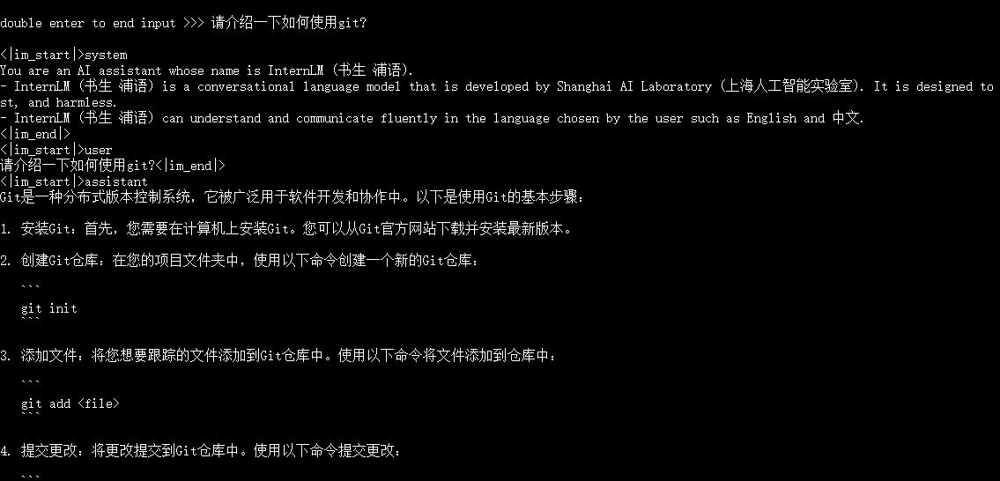 double enter to end input >>> 请介绍一下如何使用git?
<|im_start|>system
You are an AI assistant whose name is InternLM (书生·浦语).
- InternLM (书生·浦语) is a conversational language model that is developed by Shanghai AI Laboratory (上海人工智能实验室). It is designed to
st, and harmless.
- InternLM (书生·浦语) can understand and communicate fluently in the language chosen by the user such as English and 中文.
<|im_end|>
<|im_start|>user
请介绍一下如何使用git?<|im_end|>
<|im_start|>assistant
Git是一种分布式版本控制系统，它被广泛用于软件开发和协作中。以下是使用Git的基本步骤：
1. 安装Git：首先，您需要在计算机上安装Git。您可以从Git官方网站下载并安装最新版本。
2. 创建Git仓库：在您的项目文件夹中，使用以下命令创建一个新的Git仓库：
```
git init
```
3. 添加文件：将您想要跟踪的文件添加到Git仓库中。使用以下命令将文件添加到仓库中：
```
git add <file>
```
4. 提交更改：将更改提交到Git仓库中。使用以下命令提交更改：
```